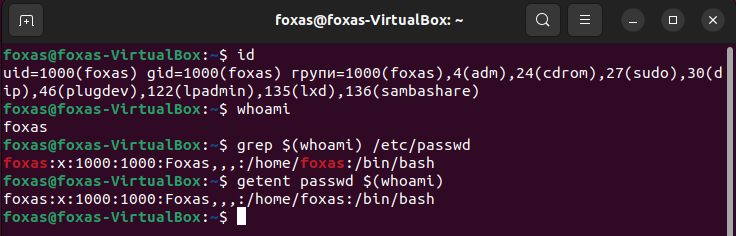 foxas@foxas-VirtualBox: ~
foxas@foxas-VirtualBox:~$ id
uid=1000(foxas) gid=1000(foxas) групи=1000(foxas),4(adm),24(cdrom),27(sudo),30(d
ip),46(plugdev),122(lpadmin),135(lxd),136(sambashare)
foxas@foxas-VirtualBox:~$ whoami
foxas
foxas@foxas-VirtualBox:~$ grep $(whoami) /etc/passwd
foxas:x:1000:1000:Foxas,,,:/home/foxas:/bin/bash
foxas@foxas-VirtualBox:~$ getent passwd $(whoami)
foxas:x:1000:1000:Foxas,,,:/home/foxas:/bin/bash
foxas@foxas-VirtualBox:~$